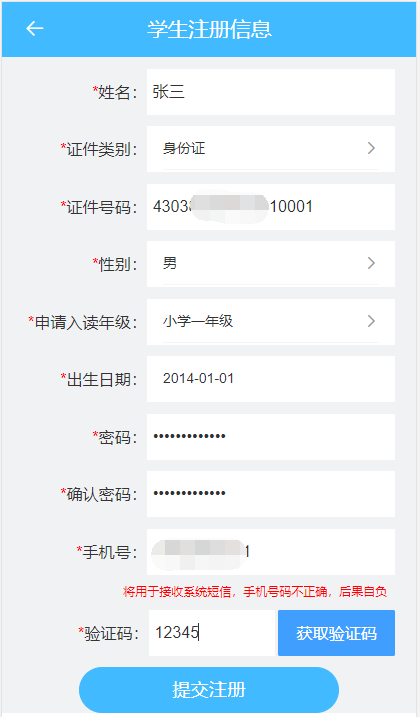 学生注册信息
*姓名： 张三
*证件类别： 身份证
*证件号码： 4303 10001
*性别： 男
*申请入读年级： 小学一年级
*出生日期： 2014-01-01
*密码： •••••••••••••
*确认密码： •••••••••••••
*手机号： 1
将用于接收系统短信，手机号码不正确，后果自负
*验证码： 12345 获取验证码
提交注册